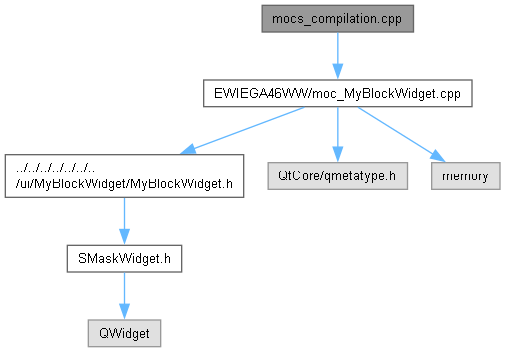 mocs_compilation.cpp
EWIEGA46WW/moc_MyBlockWidget.cpp
../../../../../../..
/ui/MyBlockWidget/MyBlockWidget.h
QtCore/qmetatype.h
memory
SMaskWidget.h
QWidget